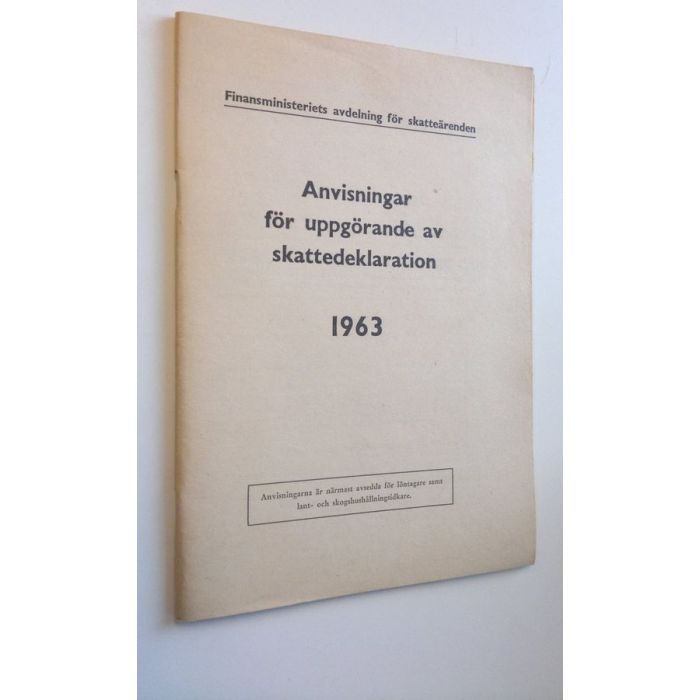 Finansministeriets avdelning för skatteärenden
Anvisningar
för uppgörande av
skattedeklaration
1963
Anvisningarna är närmast avsedda för löntagare samt
lant- och skogshushållningtidkare.